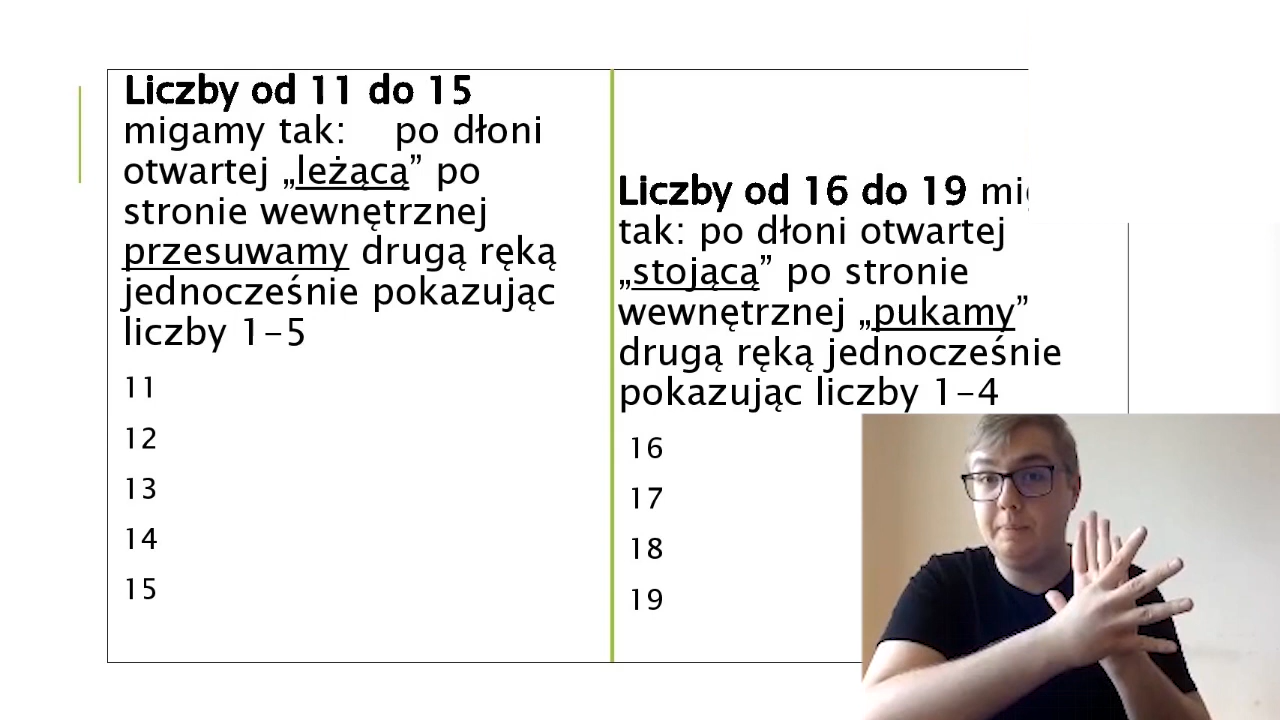 Liczby od 11 do 15
migamy tak: po dłoni
otwartej „leżącą” po
stronie wewnętrznej
przesuwamy drugą ręką
jednocześnie pokazując
liczby 1-5
11
12
13
14
15
Liczby od 16 do 19
tak: po dłoni otwartej
„stojącą” po stronie
wewnętrznej „pukamy”
drugą ręką jednocześnie
pokazując liczby 1-4
16
17
18
19